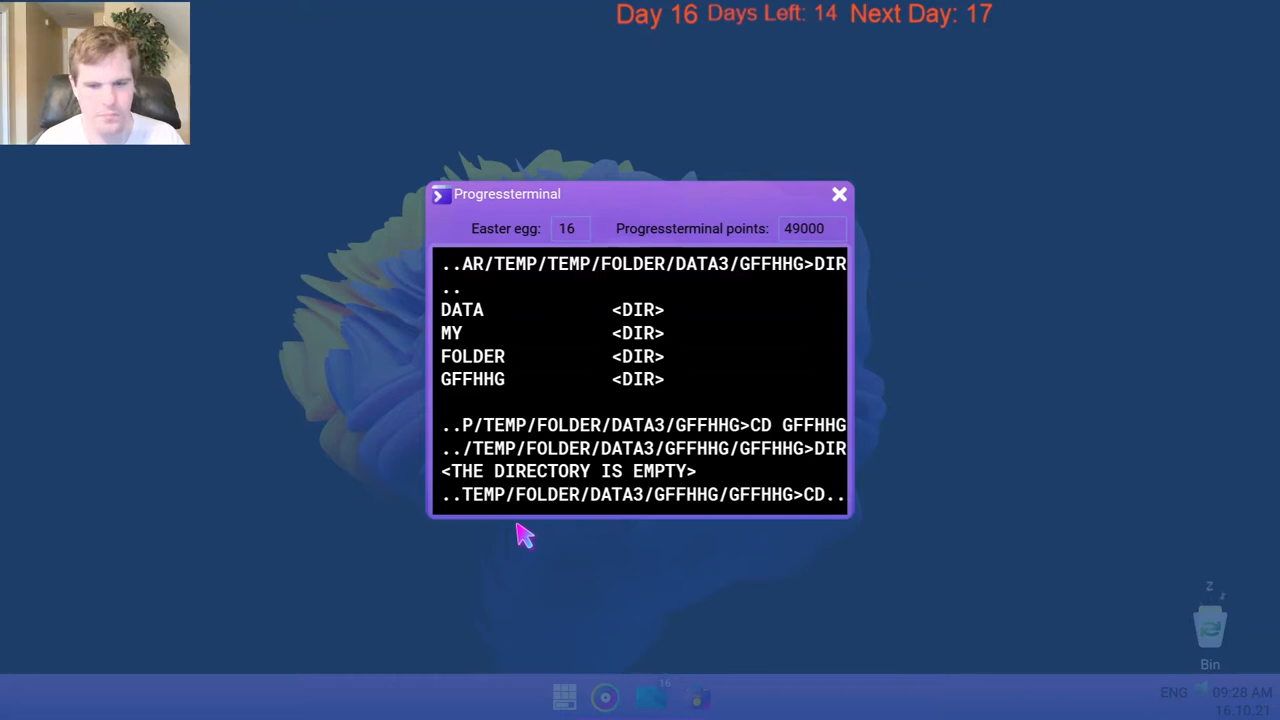 Day 16 Days Left: 14 Next Day: 17
Progressterminal
Easter egg: 16 Progressterminal points: 49000
..AR/TEMP/TEMP/FOLDER/DATA3/GFFHHG>DIR
..
DATA <DIR>
MY <DIR>
FOLDER <DIR>
GFFHHG <DIR>
..P/TEMP/FOLDER/DATA3/GFFHHG>CD GFFHHG
../TEMP/FOLDER/DATA3/GFFHHG/GFFHHG>DIR
<THE DIRECTORY IS EMPTY>
..TEMP/FOLDER/DATA3/GFFHHG/GFFHHG>CD..
Z
z
Bin
16
ENG 09:28 AM
16.10.21